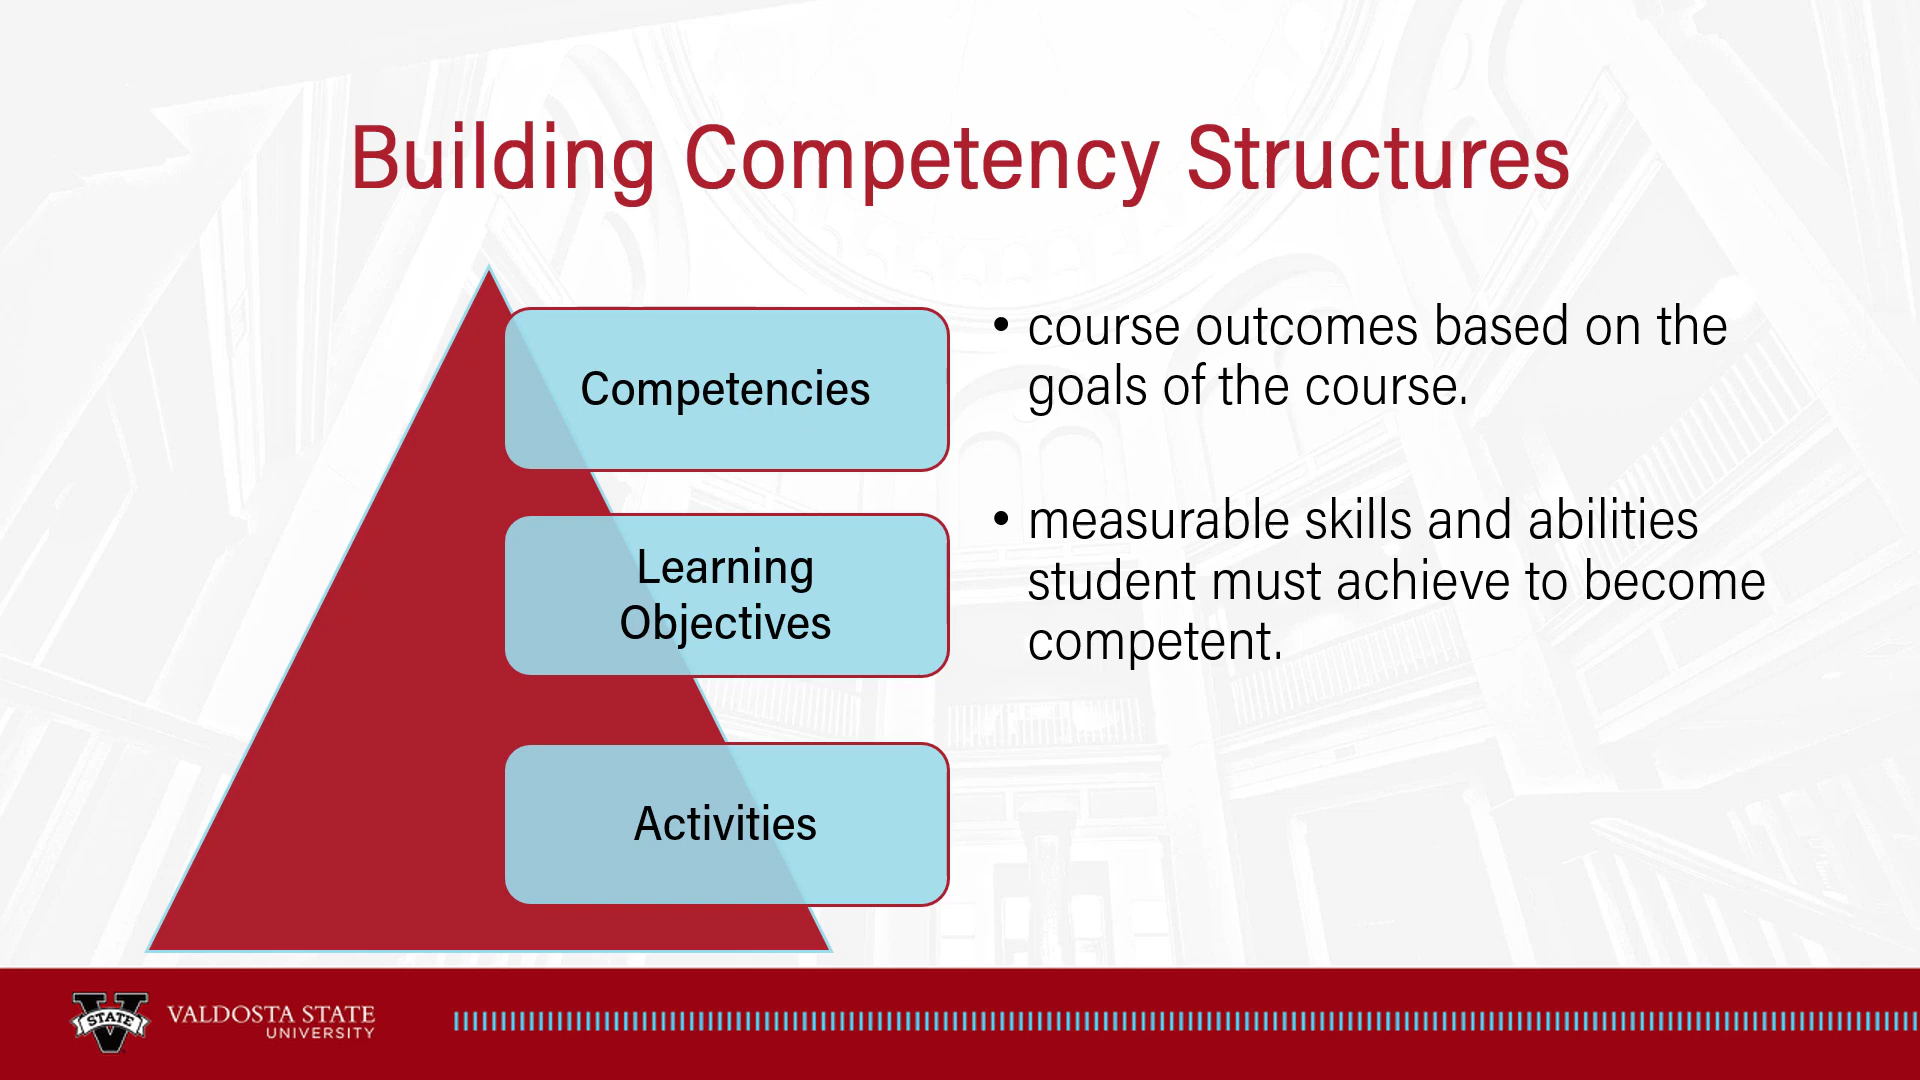 Building Competency Structures
Competencies
• course outcomes based on the
goals of the course.
Learning
Objectives
• measurable skills and abilities
student must achieve to become
competent.
Activities
V
STATE
VALDOSTA STATE
UNIVERSITY